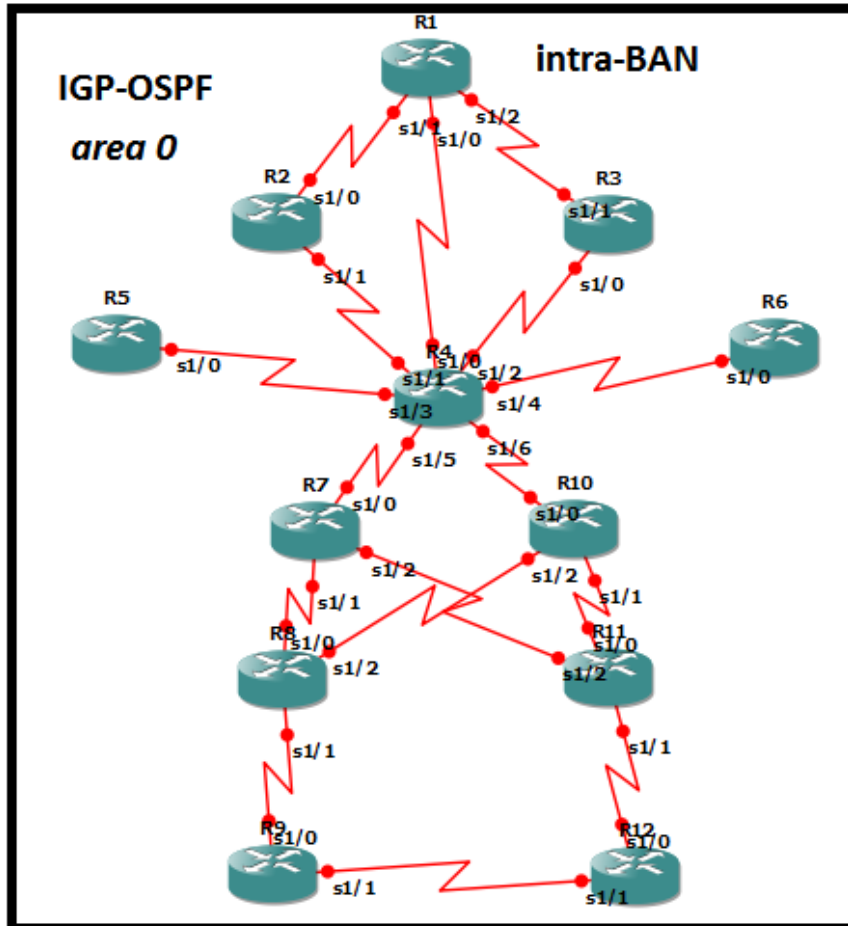 R1
intra-BAN
IGP-OSPF
area 0
s1/1
s1/0
s1/2
R2
s1/0
s1/1
R3
s1/1
s1/0
R5
s1/0
R6
s1/0
R4
s1/0
s1/1
s1/2
s1/3
s1/4
s1/5
s1/6
R7
s1/0
s1/2
s1/1
R10
s1/0
s1/2
s1/1
R8
s1/0
s1/2
s1/1
R11
s1/0
s1/2
s1/1
R9
s1/0
s1/1
R12
s1/0
s1/1